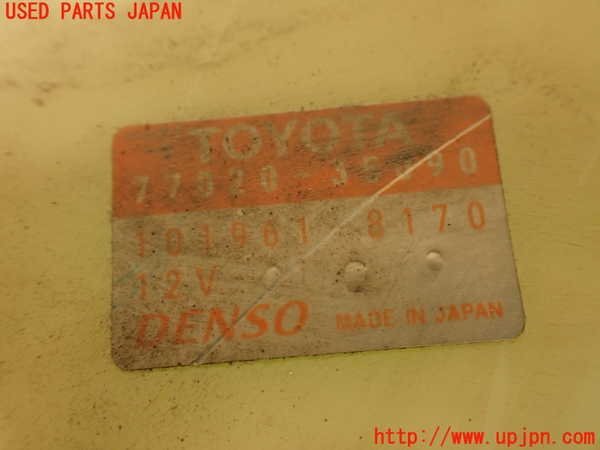 USED PARTS JAPAN
TOYOTA
101961 8170
12V
DENSO MADE IN JAPAN
http://www.upjpn.com